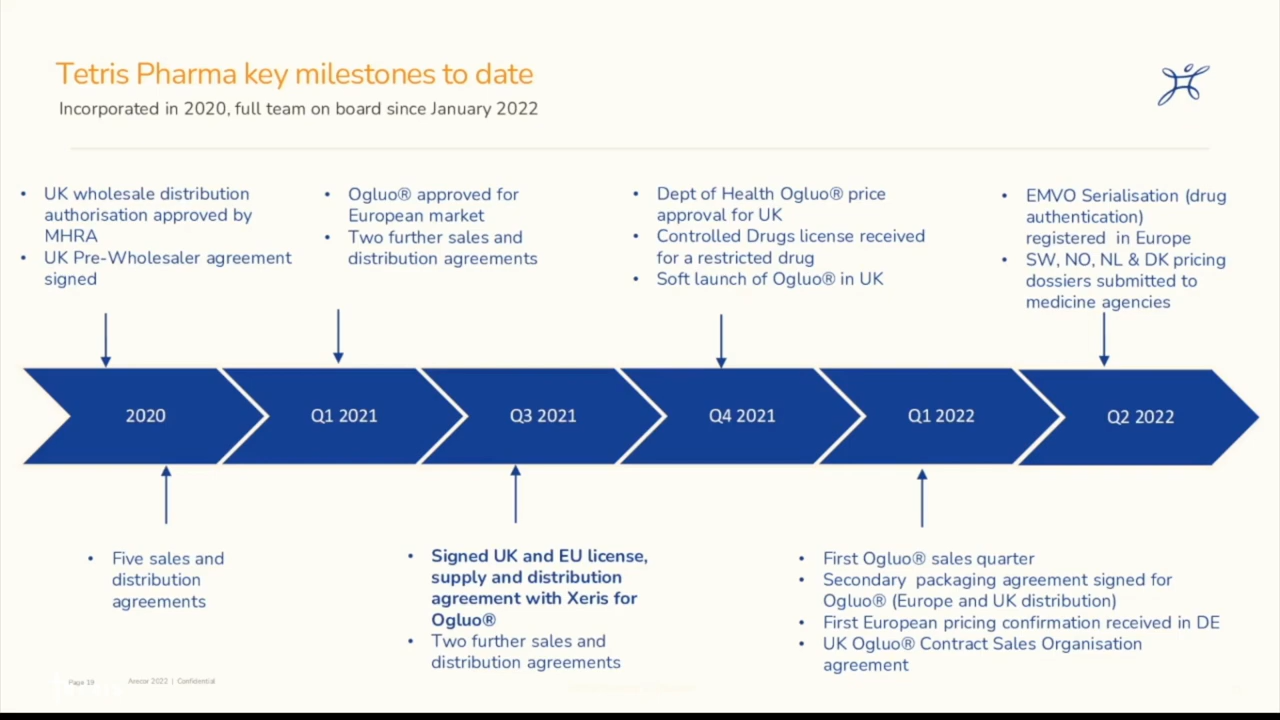 Tetris Pharma key milestones to date
Incorporated in 2020, full team on board since January 2022
• UK wholesale distribution
authorisation approved by
MHRA
• UK Pre-Wholesaler agreement
signed
• Ogluo® approved for
European market
• Two further sales and
distribution agreements
• Dept of Health Ogluo® price
approval for UK
• Controlled Drugs license received
for a restricted drug
• Soft launch of Ogluo® in UK
• EMVO Serialisation (drug
authentication)
registered in Europe
• SW, NO, NL & DK pricing
dossiers submitted to
medicine agencies
2020
Q1 2021
Q3 2021
Q4 2021
Q1 2022
Q2 2022
• Five sales and
distribution
agreements
• Signed UK and EU license,
supply and distribution
agreement with Xeris for
Ogluo®
• Two further sales and
distribution agreements
• First Ogluo® sales quarter
• Secondary packaging agreement signed for
Ogluo® (Europe and UK distribution)
• First European pricing confirmation received in DE
• UK Ogluo® Contract Sales Organisation
agreement
Page 19
Arecor 2022 | Confidential